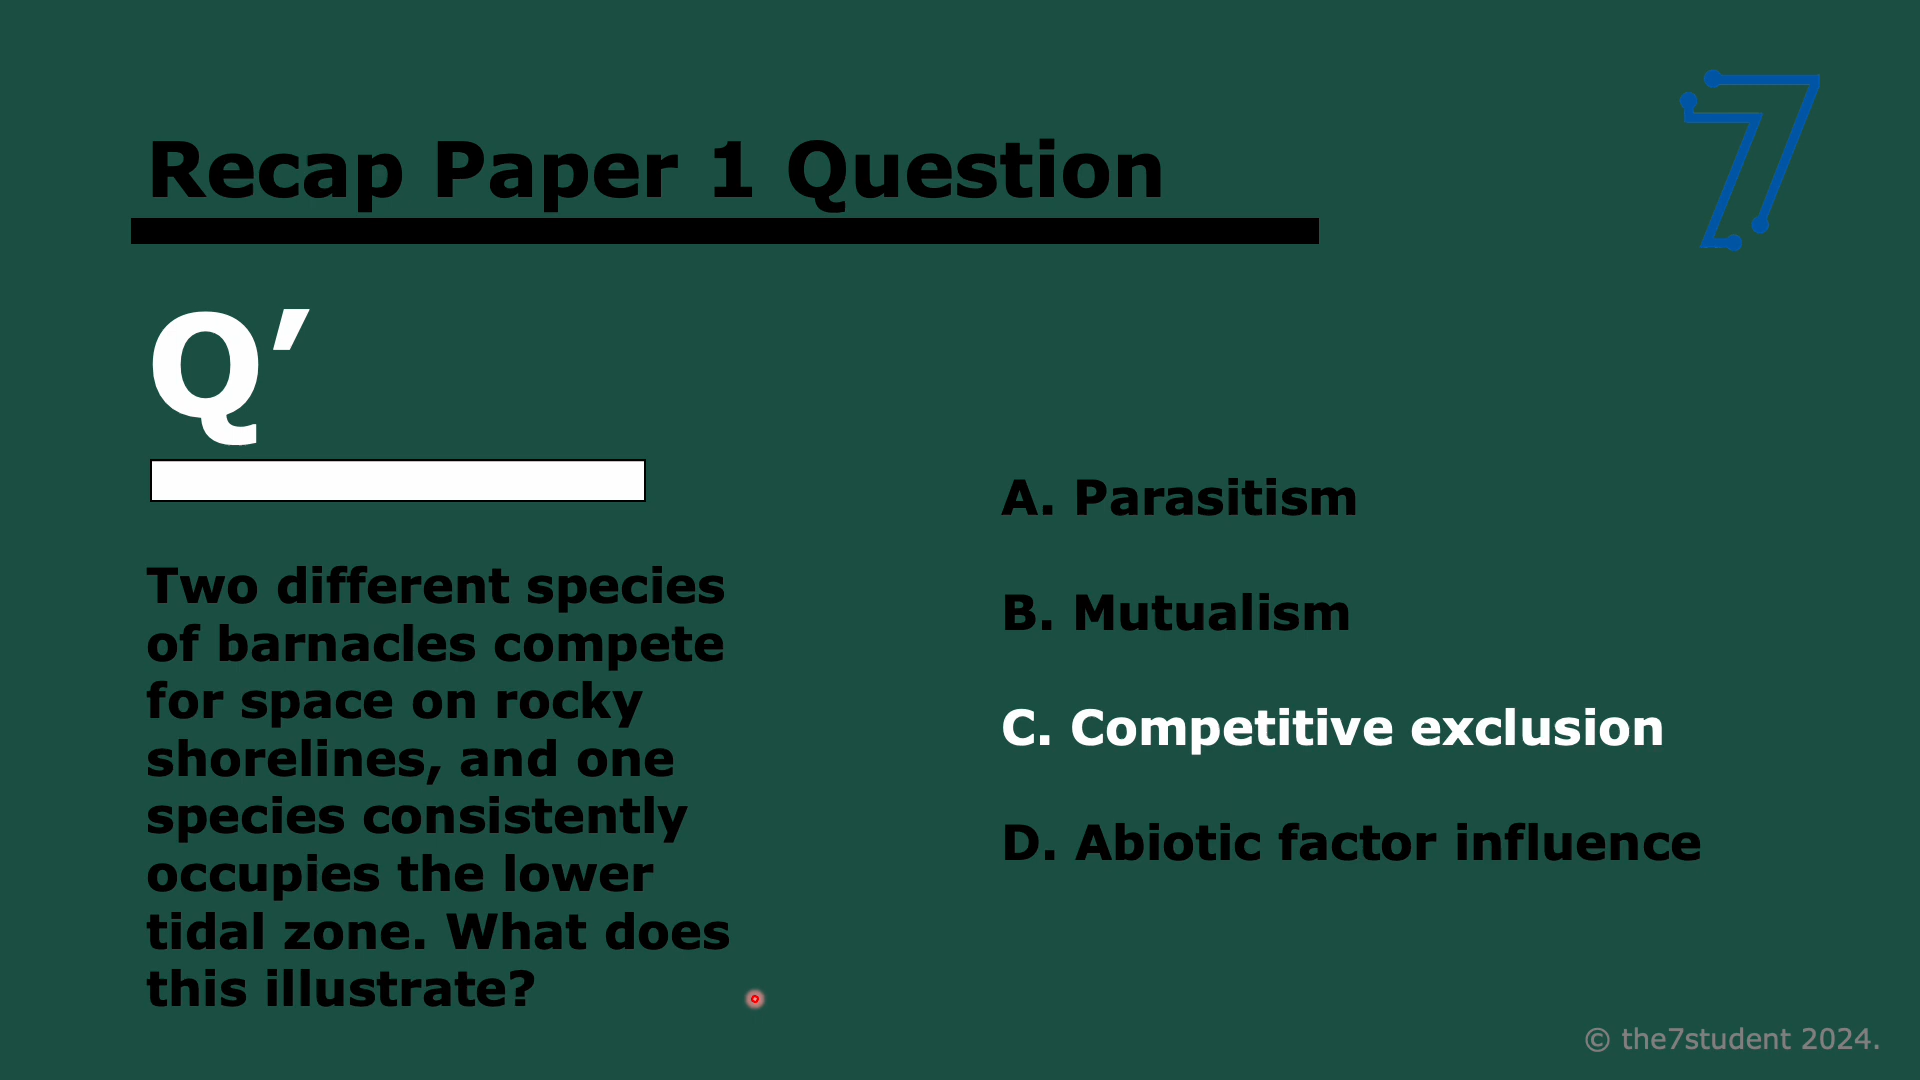 Recap Paper 1 Question
Q’
Two different species
of barnacles compete
for space on rocky
shorelines, and one
species consistently
occupies the lower
tidal zone. What does
this illustrate?
A. Parasitism
B. Mutualism
C. Competitive exclusion
D. Abiotic factor influence
© the7student 2024.